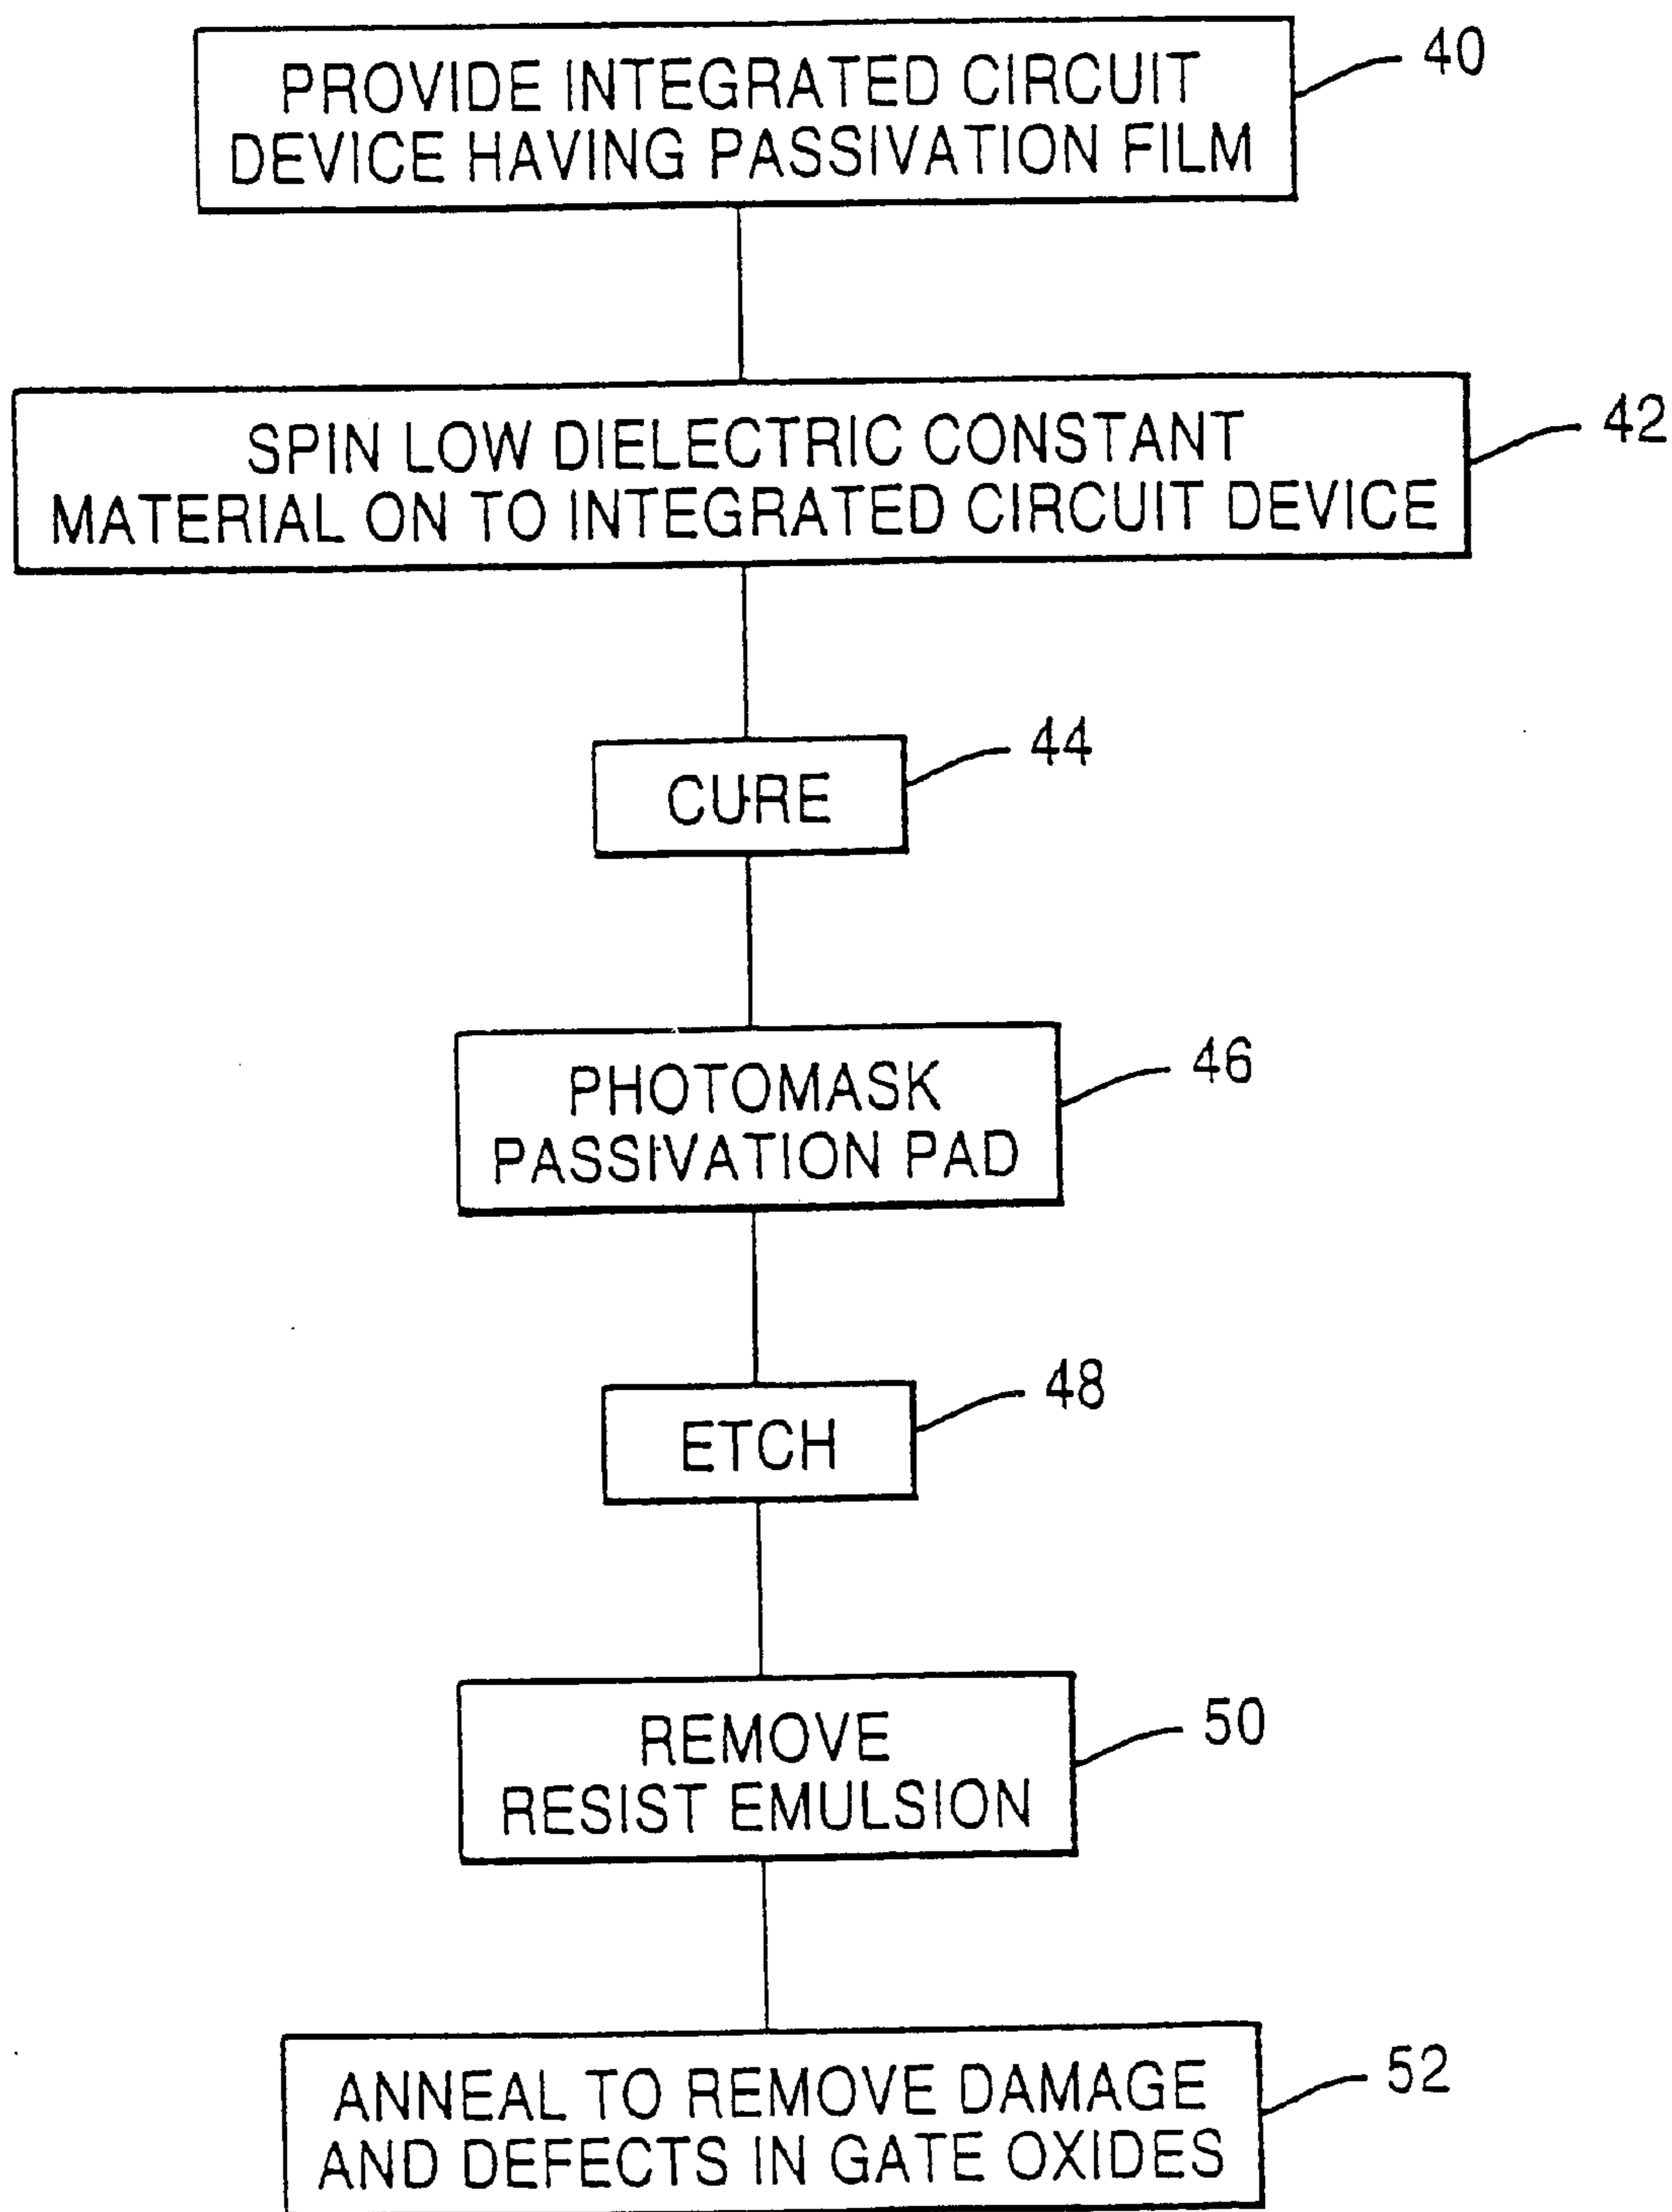 PROVIDE INTEGRATED CIRCUIT
DEVICE HAVING PASSIVATION FILM
40
SPIN LOW DIELECTRIC CONSTANT
MATERIAL ON TO INTEGRATED CIRCUIT DEVICE
42
CURE
44
PHOTOMASK
PASSIVATION PAD
46
ETCH
48
REMOVE
RESIST EMULSION
50
ANNEAL TO REMOVE DAMAGE
AND DEFECTS IN GATE OXIDES
52